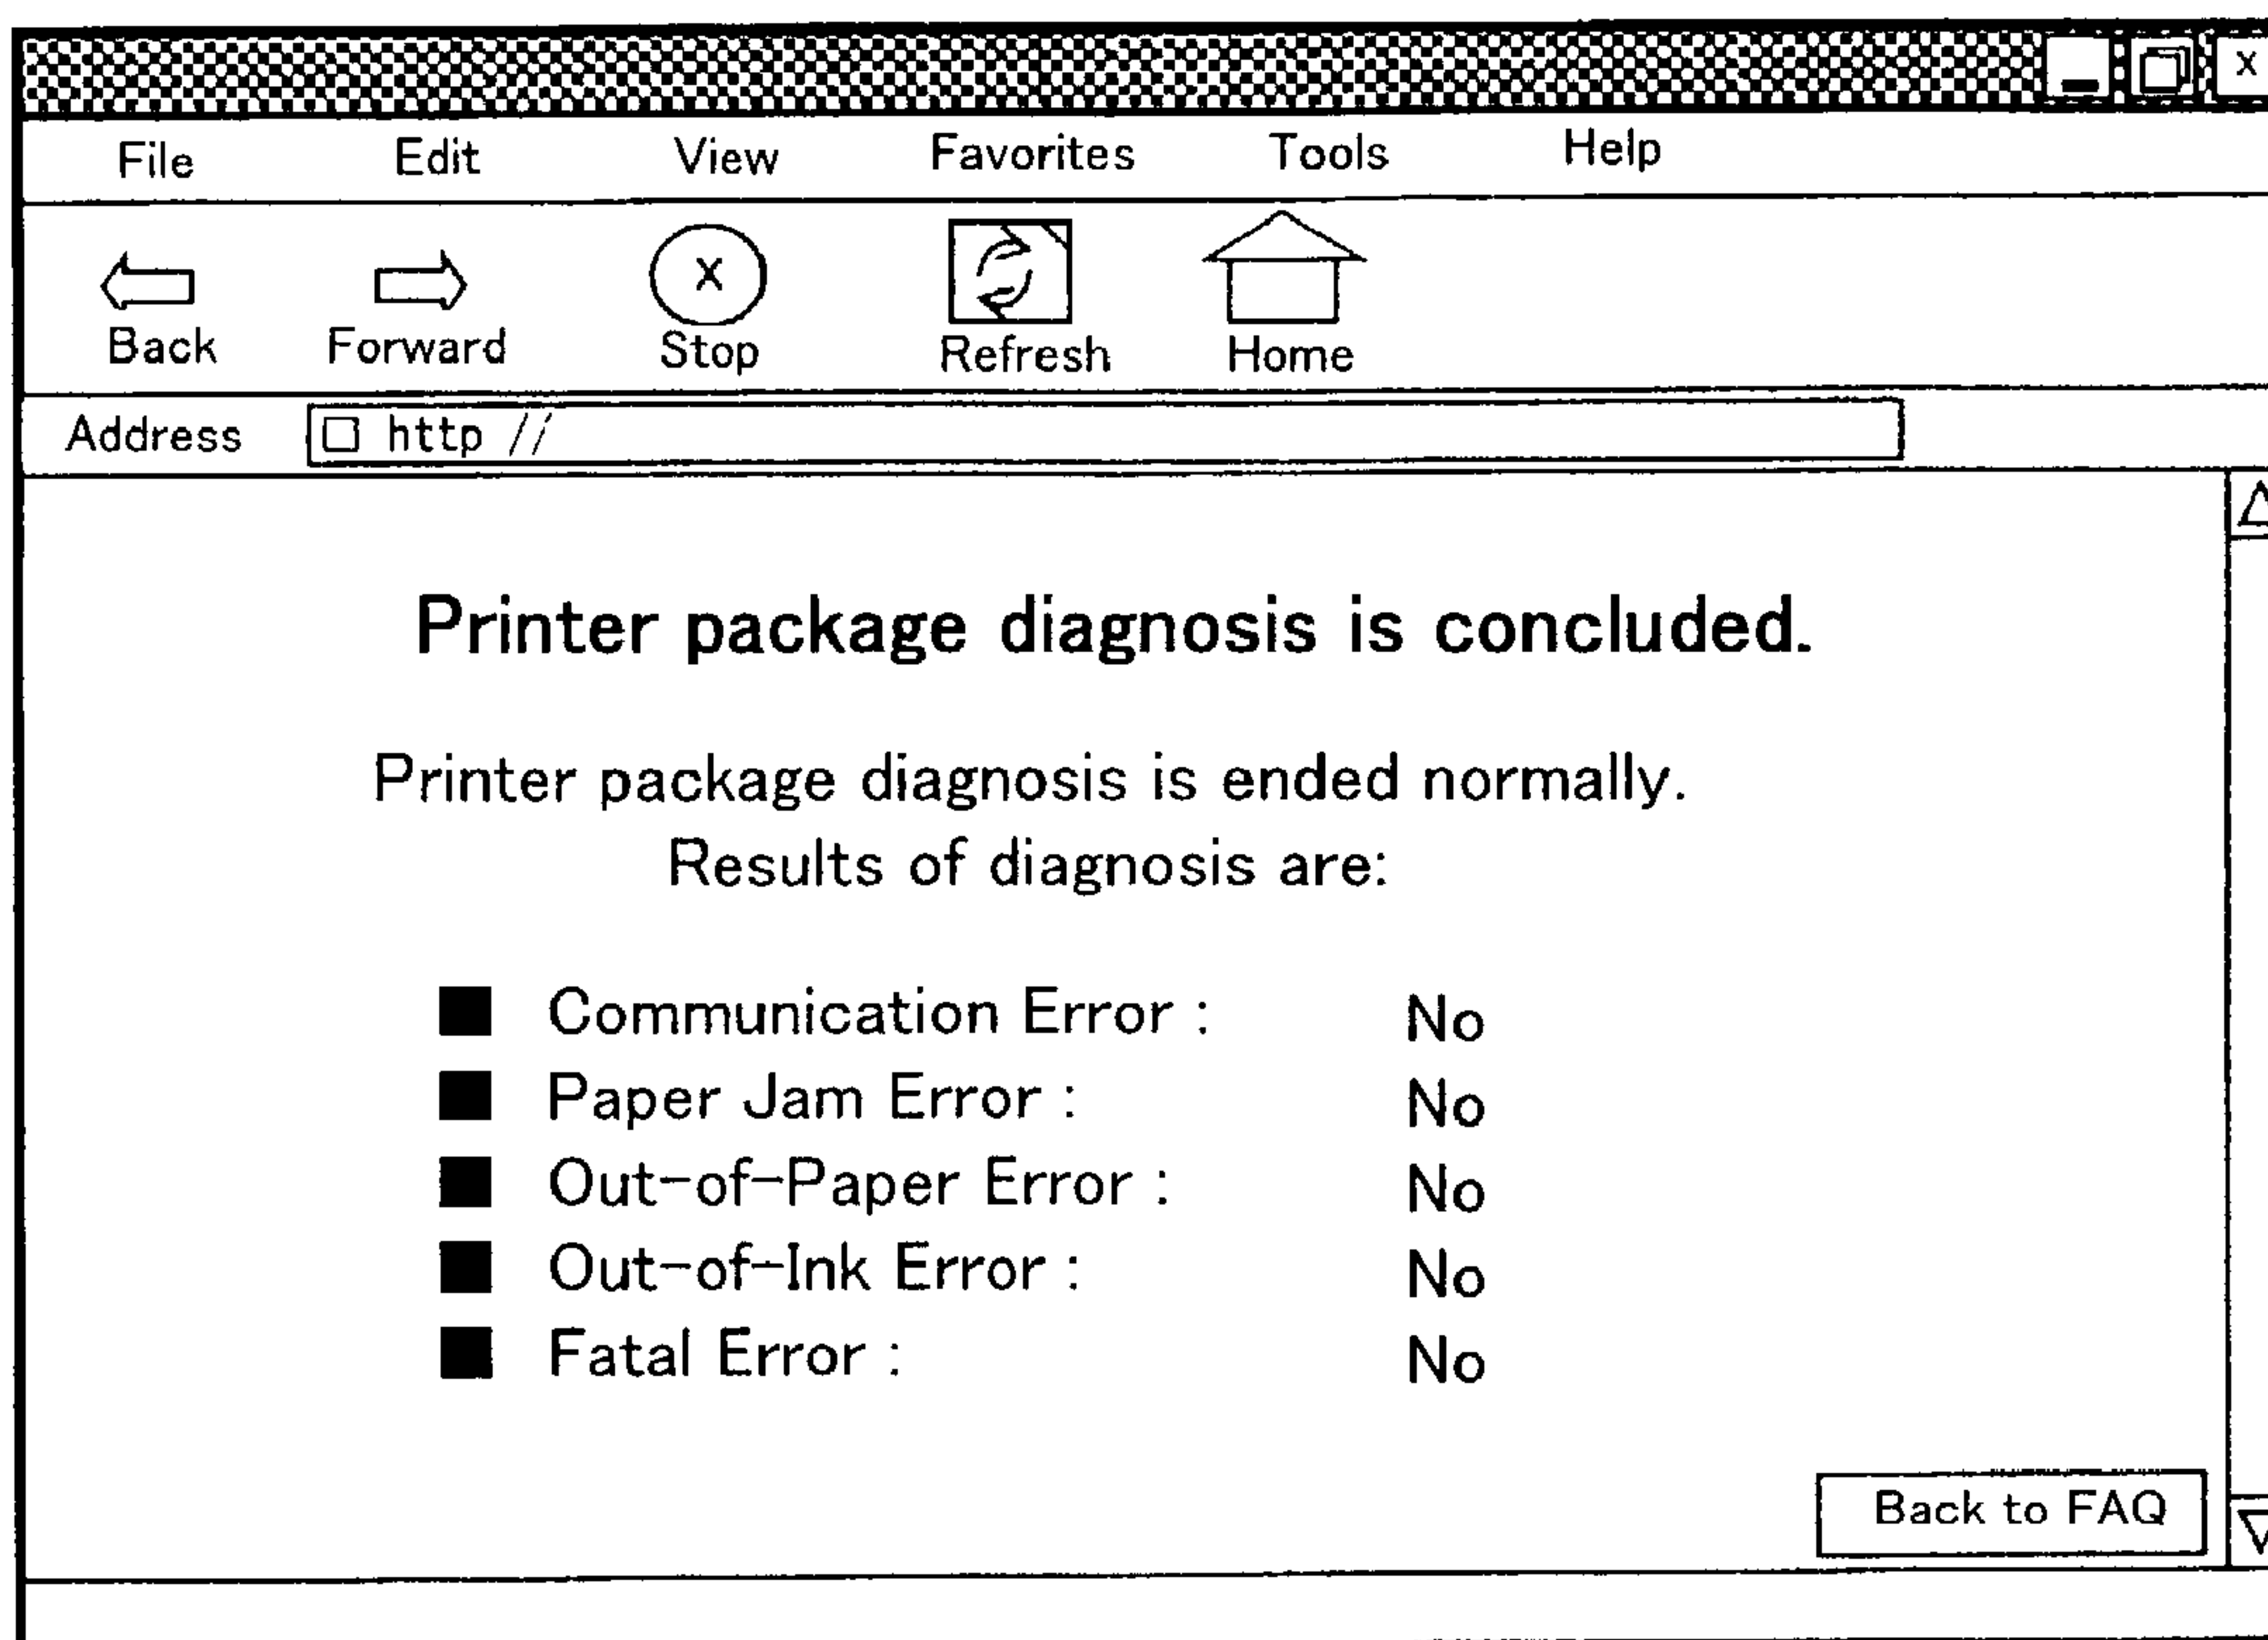 File Edit View Favorites Tools Help
X
Back Forward Stop Refresh Home
Address http //
Printer package diagnosis is concluded.
Printer package diagnosis is ended normally.
Results of diagnosis are:
■ Communication Error : No
■ Paper Jam Error : No
■ Out-of-Paper Error : No
■ Out-of-Ink Error : No
■ Fatal Error : No
Back to FAQ